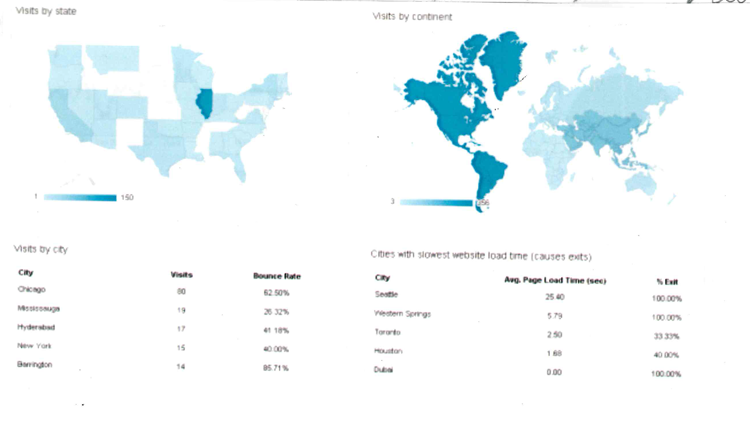 Visits by state
Visits by continent
1 150
3
Visits by city
City Visits Bounce Rate
Chicago 80 62.50%
Mississauga 19 26.32%
Hyderabad 17 41.18%
New York 15 40.00%
Barrington 14 85.71%
Cities with slowest website load time (causes exits)
City Avg. Page Load Time (sec) % Exit
Seattle 25.40 100.00%
Western Springs 5.79 100.00%
Toronto 2.50 33.33%
Houston 1.68 40.00%
Dubai 0.00 100.00%